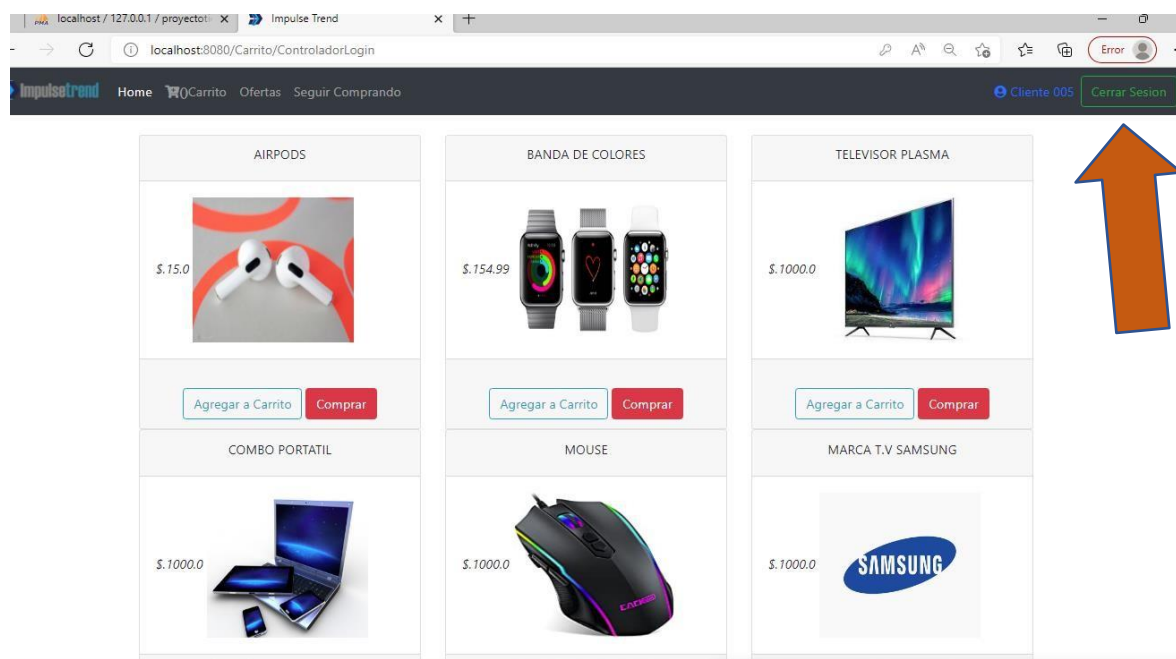 localhost / 127.0.0.1 / proyectoti
Impulse Trend
localhost:8080/Carrito/ControladorLogin
Error
Impulsetrend Home ()Carrito Ofertas Seguir Comprando Cliente 005 Cerrar Sesion
AIRPODS BANDA DE COLORES TELEVISOR PLASMA
$.15.0 $.154.99 $.1000.0
Agregar a Carrito Comprar Agregar a Carrito Comprar Agregar a Carrito Comprar
COMBO PORTATIL MOUSE MARCA T.V SAMSUNG
$.1000.0 $.1000.0 $.1000.0
SAMSUNG